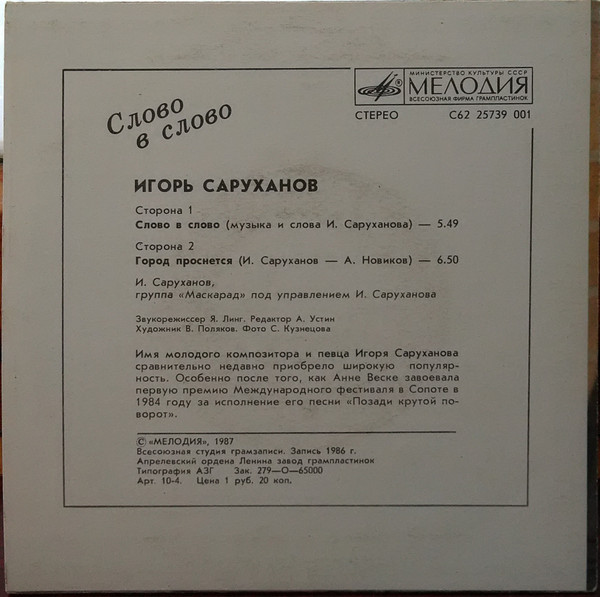 Слово
в слово
МИНИСТЕРСТВО КУЛЬТУРЫ СССР
МЕЛОДИЯ
ВСЕСОЮЗНАЯ ФИРМА ГРАМПЛАСТИНОК
СТЕРЕО С62 25739 001
ИГОРЬ САРУХАНОВ
Сторона 1
Слово в слово (музыка и слова И. Саруханова) — 5.49
Сторона 2
Город проснется (И. Саруханов — А. Новиков) — 6.50
И. Саруханов,
группа «Маскарад» под управлением И. Саруханова
Звукорежиссер Я. Линг. Редактор А. Устин
Художник В. Поляков. Фото С. Кузнецова
Имя молодого композитора и певца Игоря Саруханова
сравнительно недавно приобрело широкую популяр-
ность. Особенно после того, как Анне Веске завоевала
первую премию Международного фестиваля в Сопоте в
1984 году за исполнение его песни «Позади крутой по-
ворот».
© «МЕЛОДИЯ», 1987
Всесоюзная студия грамзаписи. Запись 1986 г.
Апрелевский ордена Ленина завод грампластинок
Типография АЗГ Зак. 279—О—65000
Арт. 10-4. Цена 1 руб. 20 коп.